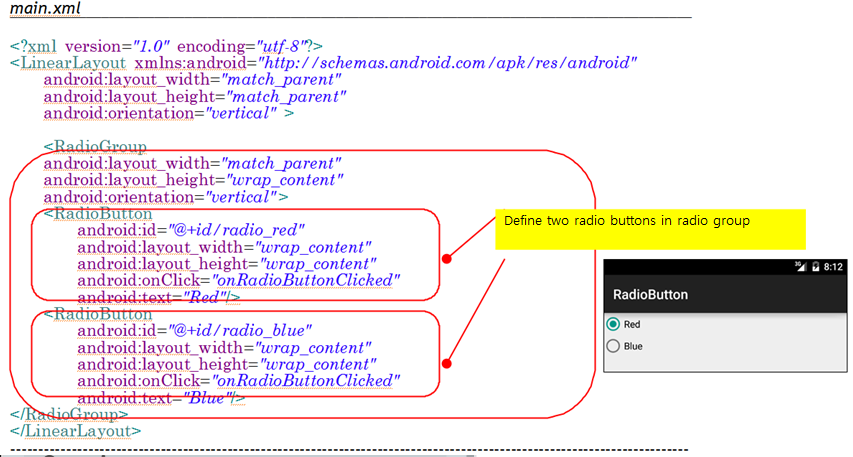 main.xml
<?xml version="1.0" encoding="utf-8"?>
<LinearLayout xmlns:android="http://schemas.android.com/apk/res/android"
android:layout_width="match_parent"
android:layout_height="match_parent"
android:orientation="vertical" >
<RadioGroup
android:layout_width="match_parent"
android:layout_height="wrap_content"
android:orientation="vertical">
<RadioButton
android:id="@+id/radio_red"
android:layout_width="wrap_content"
android:layout_height="wrap_content"
android:onClick="onRadioButtonClicked"
android:text="Red"/>
<RadioButton
android:id="@+id/radio_blue"
android:layout_width="wrap_content"
android:layout_height="wrap_content"
android:onClick="onRadioButtonClicked"
android:text="Blue"/>
</RadioGroup>
</LinearLayout>
Define two radio buttons in radio group
3G 8:12
RadioButton
Red
Blue